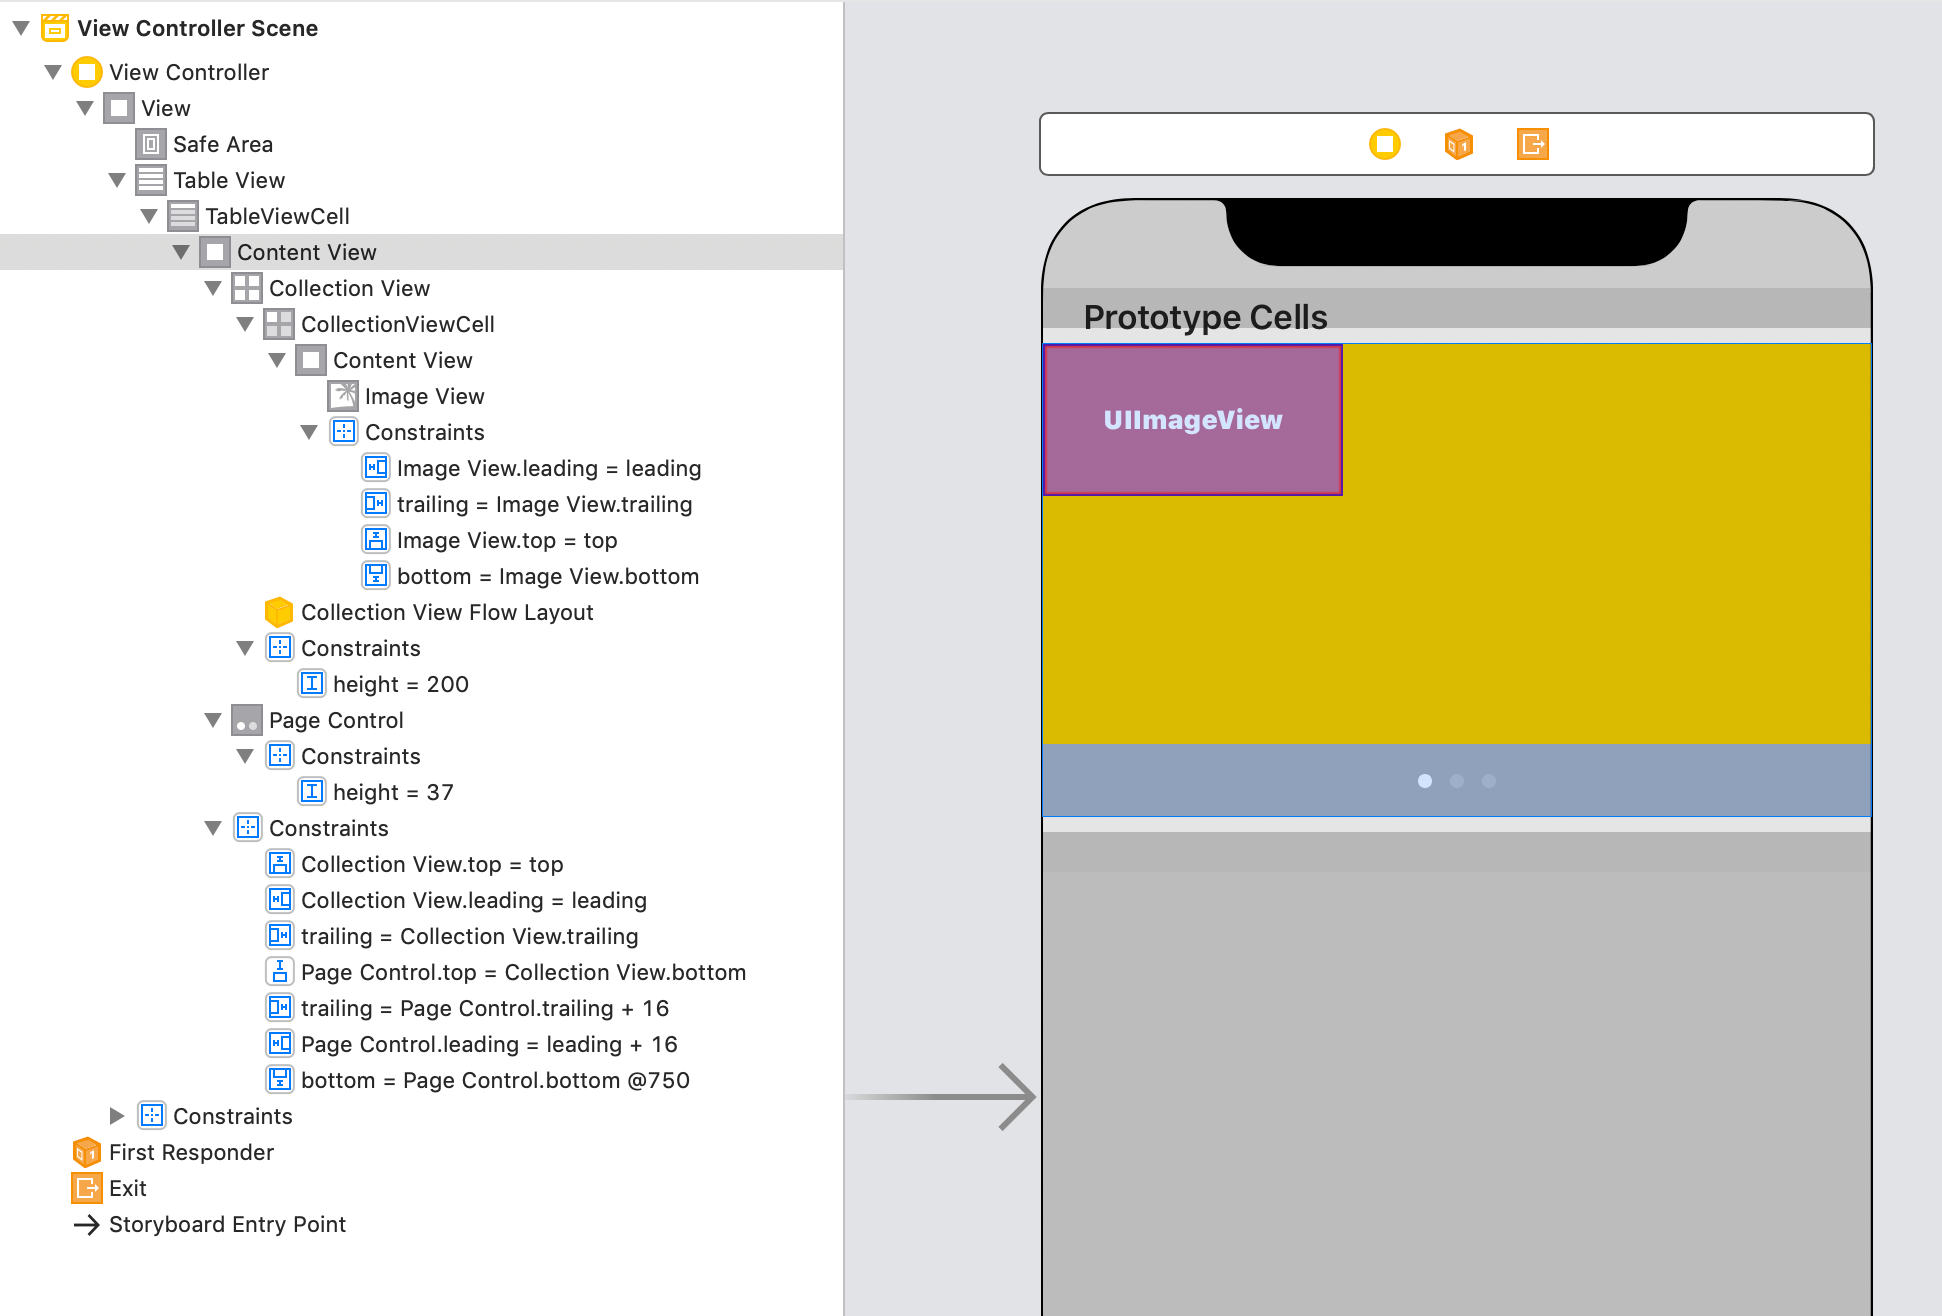 View Controller Scene
View Controller
View
Safe Area
Table View
TableViewCell
Content View
Collection View
CollectionViewCell
Content View
Image View
Constraints
Image View.leading = leading
trailing = Image View.trailing
Image View.top = top
bottom = Image View.bottom
Collection View Flow Layout
Constraints
height = 200
Page Control
Constraints
height = 37
Constraints
Collection View.top = top
Collection View.leading = leading
trailing = Collection View.trailing
Page Control.top = Collection View.bottom
trailing = Page Control.trailing + 16
Page Control.leading = leading + 16
bottom = Page Control.bottom @750
Constraints
First Responder
Exit
Storyboard Entry Point
Prototype Cells
UIImageView